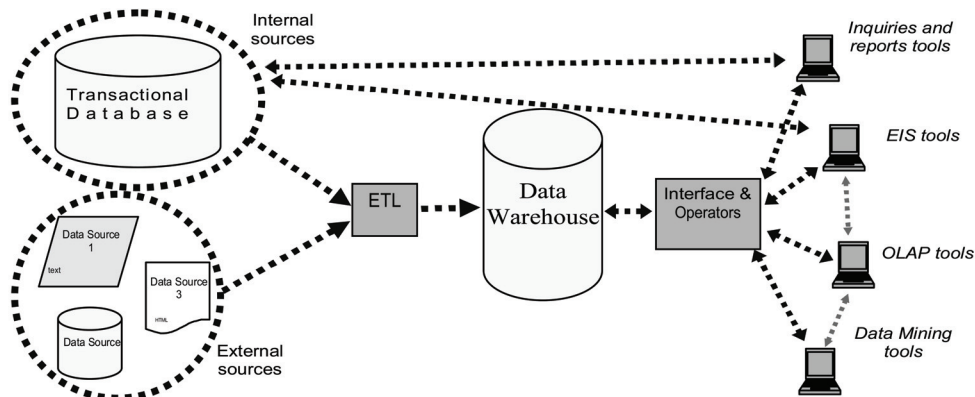 Internal
sources
Transactional
Database
Inquiries and
reports tools
EIS tools
ETL
Data
Warehouse
Interface &
Operators
OLAP tools
Data Mining
tools
Data Source
1
text
Data Source
3
HTML
Data Source
External
sources